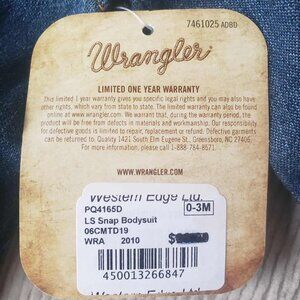 7461025 ADBD
Wrangler
LIMITED ONE YEAR WARRANTY
This limited 1 year warranty gives you specific legal rights and you may also have
other rights, which vary from state to state. The limited warranty can also be found
online at www.wrangler.com. We warrant that, during the warranty period, the
product will be free from defects in materials and workmanship. Our responsibility
for defective goods is limited to repair, replacement or refund. Defective garments
can be returned to: Quality 1421 South Elm Eugene St., Greensboro, NC 27406.
For more information please call 1-888-784-8571.
WWW.WRANGLER.COM
Western Edge Ltd.
PQ4165D
0-3M
LS Snap Bodysuit
06CMTD19
WRA 2010 $
450013266847
Western Edge Ltd.